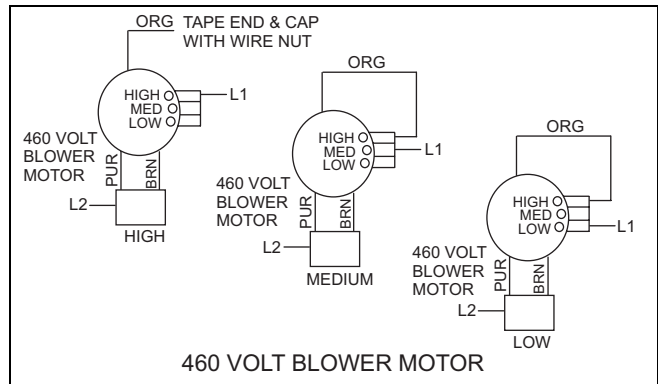 ORG TAPE END & CAP
WITH WIRE NUT
HIGH
MED
LOW
L1
460 VOLT
BLOWER
MOTOR
PUR
BRN
L2
HIGH
ORG
HIGH
MED
LOW
L1
460 VOLT
BLOWER
MOTOR
PUR
BRN
L2
MEDIUM
ORG
HIGH
MED
LOW
L1
460 VOLT
BLOWER
MOTOR
PUR
BRN
L2
LOW
460 VOLT BLOWER MOTOR